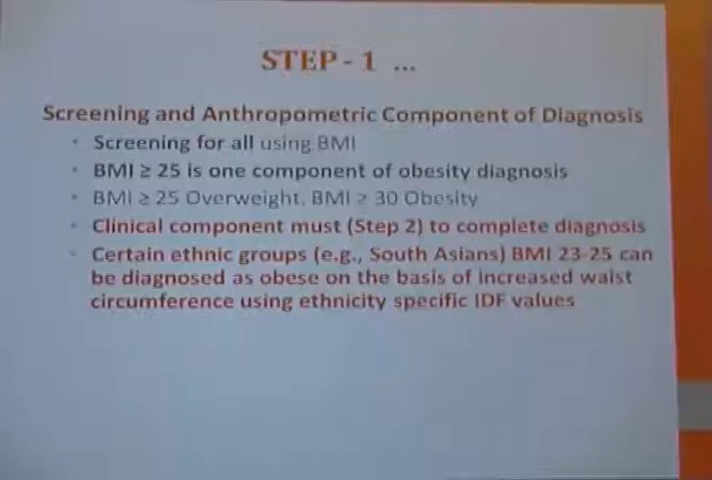 STEP - 1 ...
Screening and Anthropometric Component of Diagnosis
• Screening for all using BMI
• BMI ≥ 25 is one component of obesity diagnosis
• BMI ≥ 25 Overweight, BMI ≥ 30 Obesity
• Clinical component must (Step 2) to complete diagnosis
• Certain ethnic groups (e.g., South Asians) BMI 23-25 can
be diagnosed as obese on the basis of increased waist
circumference using ethnicity specific IDF values